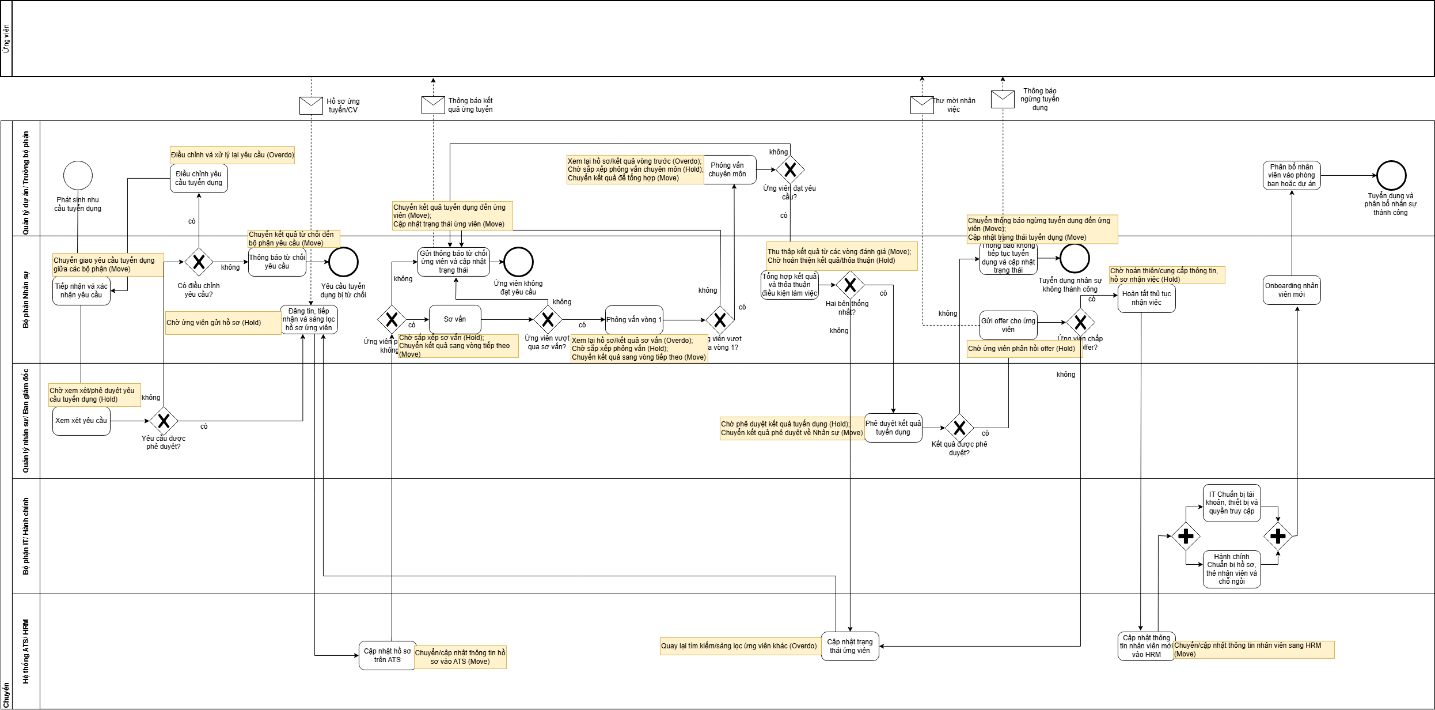 Ứng viên
Hồ sơ ứng
tuyển/CV
Thông báo kết
quả ứng tuyển
Thư mời nhận
việc
Thông báo
ngừng tuyển
dụng
Chuyển
Quản lý dự án/ Trưởng bộ phận
Phát sinh nhu
cầu tuyển dụng
Điều chỉnh và xử lý lại yêu cầu (Overdo)
Điều chỉnh yêu
cầu tuyển dụng
có
Xem lại hồ sơ/kết quả vòng trước (Overdo);
Chờ sắp xếp phỏng vấn chuyên môn (Hold);
Chuyển kết quả để tổng hợp (Move)
Phỏng vấn
chuyên môn
không
Ứng viên đạt yêu
cầu?
có
Phân bổ nhân
viên vào phòng
ban hoặc dự án
Tuyển dụng và
phân bổ nhân sự
thành công
Bộ phận Nhân sự
Chuyển giao yêu cầu tuyển dụng
giữa các bộ phận (Move)
Tiếp nhận và xác
nhận yêu cầu
Có điều chỉnh
yêu cầu?
không
Chuyển kết quả từ chối đến
bộ phận yêu cầu (Move)
Thông báo từ chối
yêu cầu
Yêu cầu tuyển
dụng bị từ chối
Chờ ứng viên gửi hồ sơ (Hold)
Đăng tin, tiếp
nhận và sàng lọc
hồ sơ ứng viên
Chuyển kết quả tuyển dụng đến ứng
viên (Move);
Cập nhật trạng thái ứng viên (Move)
Gửi thông báo từ chối
ứng viên và cập nhật
trạng thái
Ứng viên không
đạt yêu cầu
không
Ứng viên
không
có
Sơ vấn
Chờ sắp xếp sơ vấn (Hold);
Chuyển kết quả sang vòng tiếp theo
(Move)
không
Ứng viên vượt
qua sơ vấn?
có
Phỏng vấn vòng 1
Xem lại hồ sơ/kết quả sơ vấn (Overdo);
Chờ sắp xếp phỏng vấn (Hold);
Chuyển kết quả sang vòng tiếp theo (Move)
không
viên vượt
vòng 1?
có
Thu thập kết quả từ các vòng đánh giá (Move);
Chờ hoàn thiện kết quả/thỏa thuận (Hold)
Tổng hợp kết quả
và thỏa thuận
điều kiện làm việc
Hai bên thống
nhất?
có
không
Chuyển thông báo ngừng tuyển dụng đến ứng
viên (Move);
Cập nhật trạng thái tuyển dụng (Move)
Thông báo không
tiếp tục tuyển
dụng và cập nhật
trạng thái
Tuyển dụng nhân sự
không thành công
không
Gửi offer cho ứng
viên
Chờ ứng viên phản hồi offer (Hold)
Ứng viên chấp
offer?
có
không
Chờ hoàn thiện/cung cấp thông tin,
hồ sơ nhận việc (Hold)
Hoàn tất thủ tục
nhận việc
Onboarding nhân
viên mới
Quản lý nhân sự/ Ban giám đốc
Chờ xem xét/phê duyệt yêu
cầu tuyển dụng (Hold)
Xem xét yêu cầu
không
Yêu cầu được
phê duyệt?
có
Chờ phê duyệt kết quả tuyển dụng (Hold);
Chuyển kết quả phê duyệt về Nhân sự (Move)
Phê duyệt kết quả
tuyển dụng
Kết quả được phê
duyệt?
có
Bộ phận IT/ Hành chính
IT Chuẩn bị tài
khoản, thiết bị và
quyền truy cập
Hành chính
Chuẩn bị hồ sơ,
thẻ nhân viên và
chỗ ngồi
Hệ thống ATS/ HRM
Cập nhật hồ sơ
trên ATS
Chuyển/cập nhật thông tin hồ
sơ vào ATS (Move)
Quay lại tìm kiếm/sàng lọc ứng viên khác (Overdo)
Cập nhật trạng
thái ứng viên
Cập nhật thông
tin nhân viên mới
vào HRM
Chuyển/cập nhật thông tin nhân viên sang HRM
(Move)